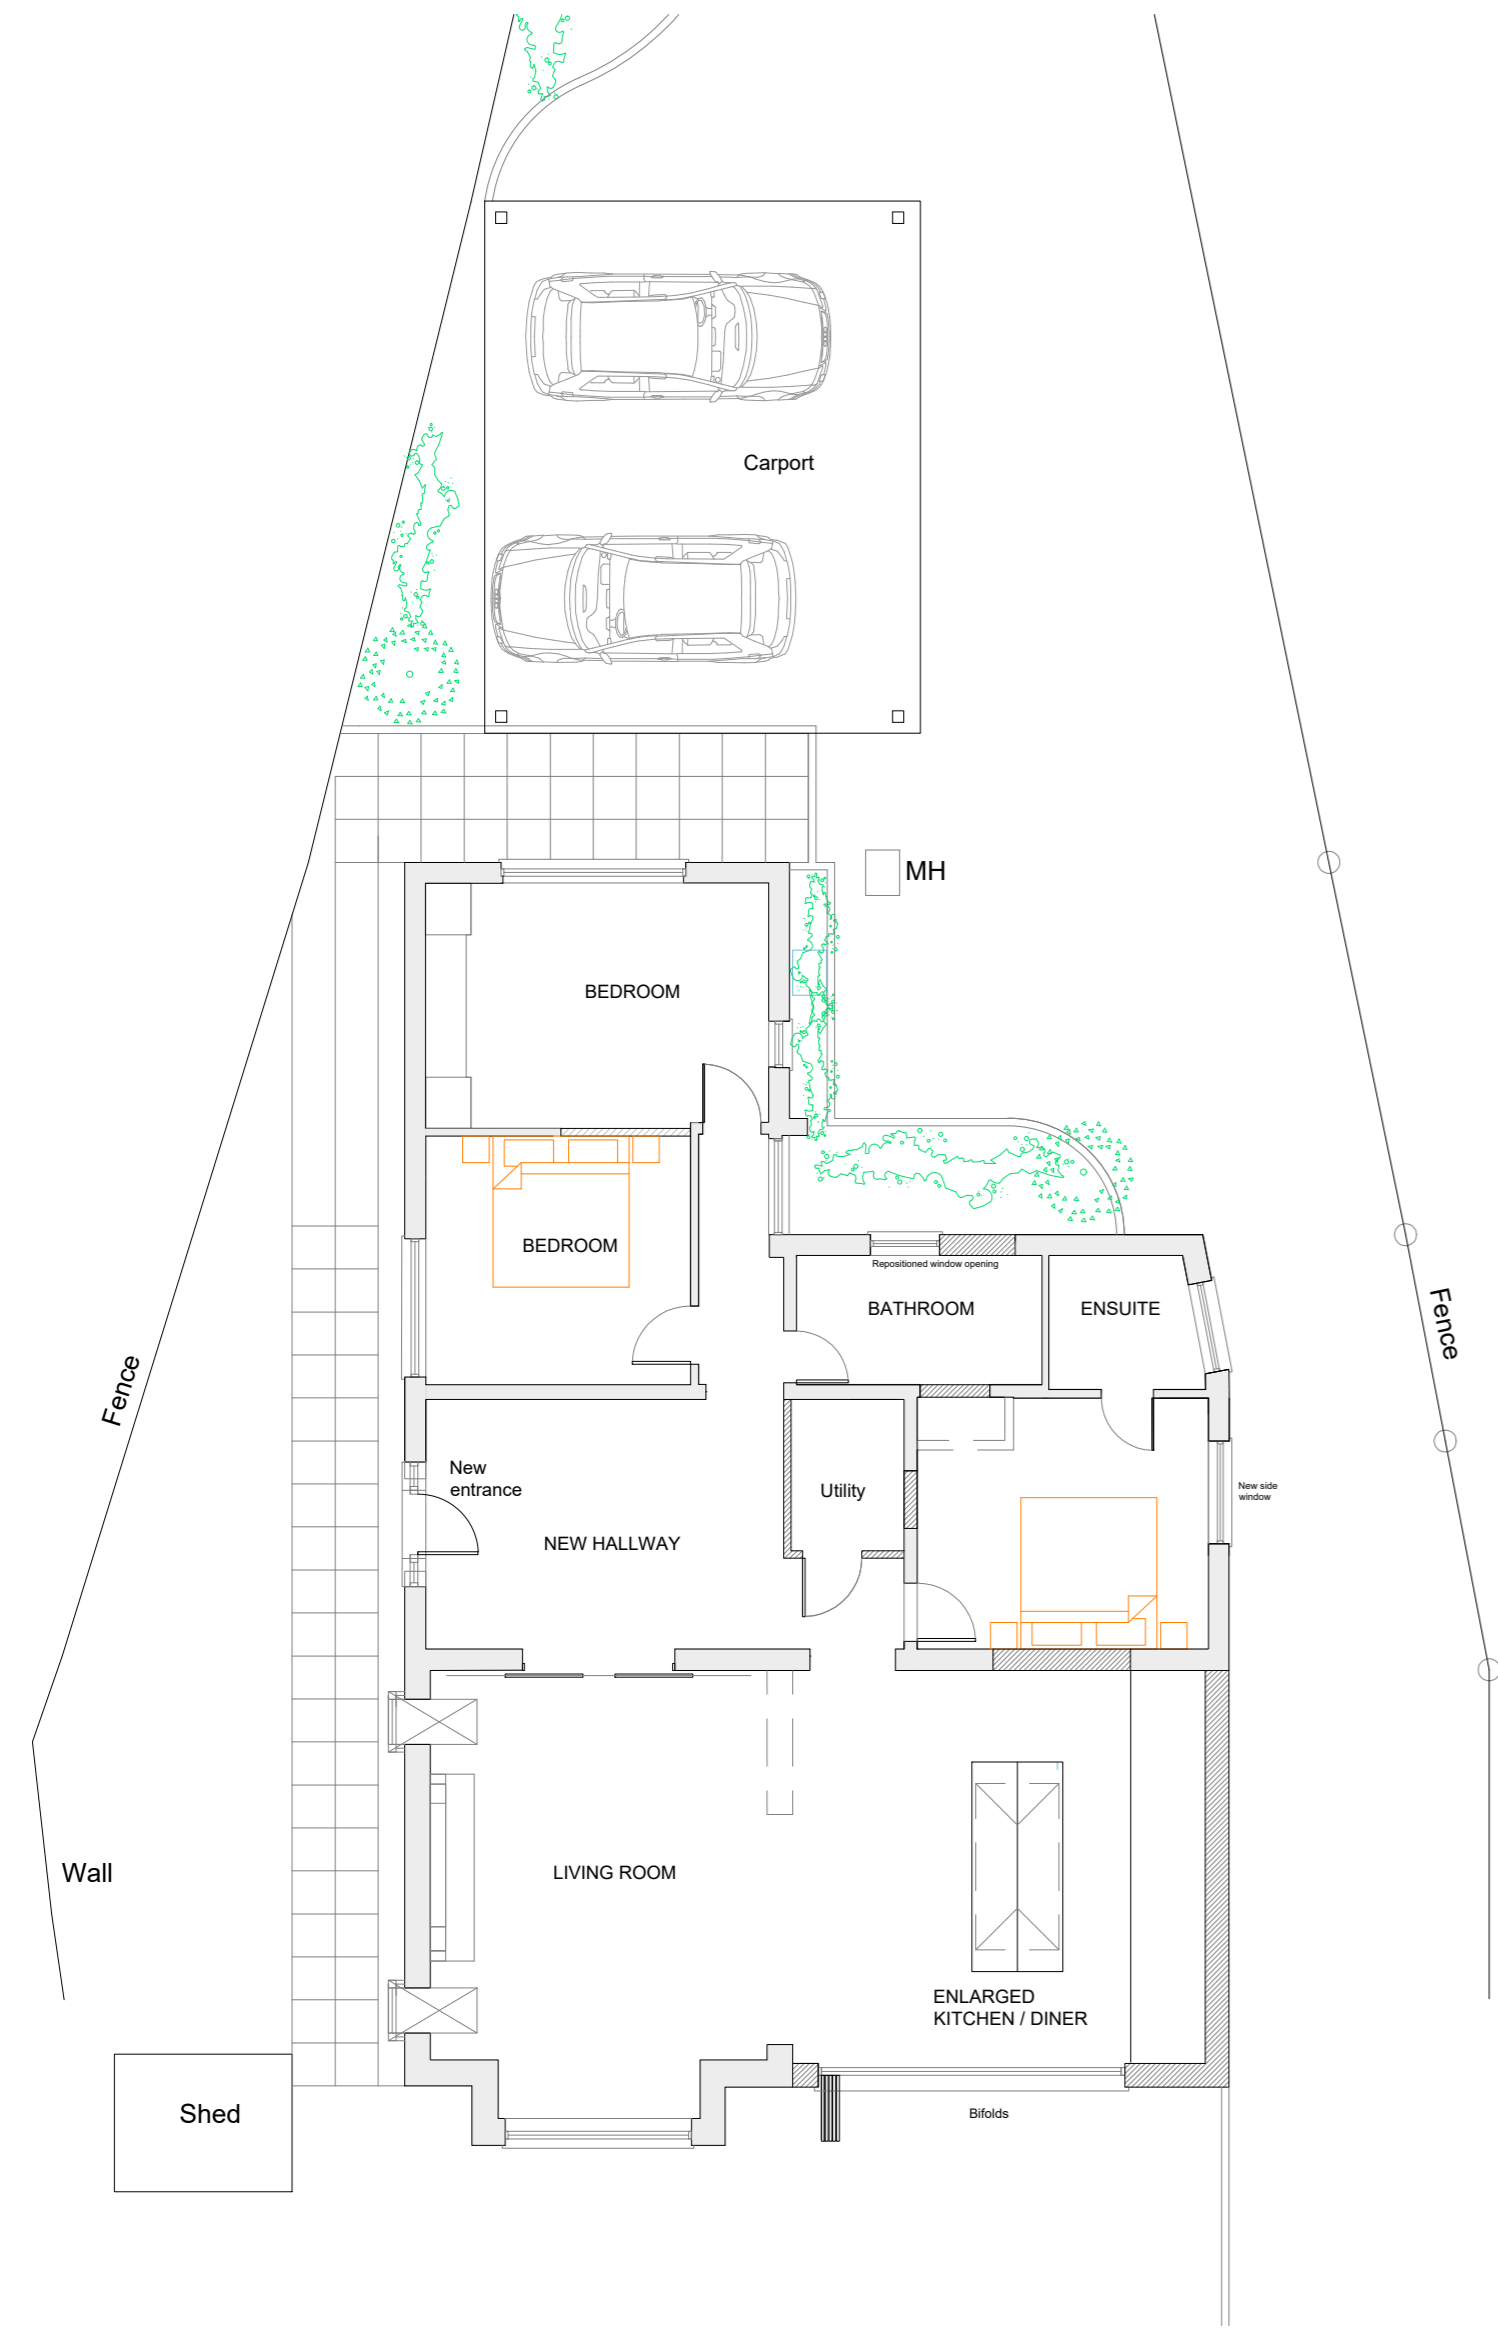 Carport
MH
BEDROOM
BEDROOM
Repositioned window opening
BATHROOM
ENSUITE
Fence
Fence
New
entrance
Utility
New side
window
NEW HALLWAY
Wall
LIVING ROOM
ENLARGED
KITCHEN / DINER
Shed
Bifolds